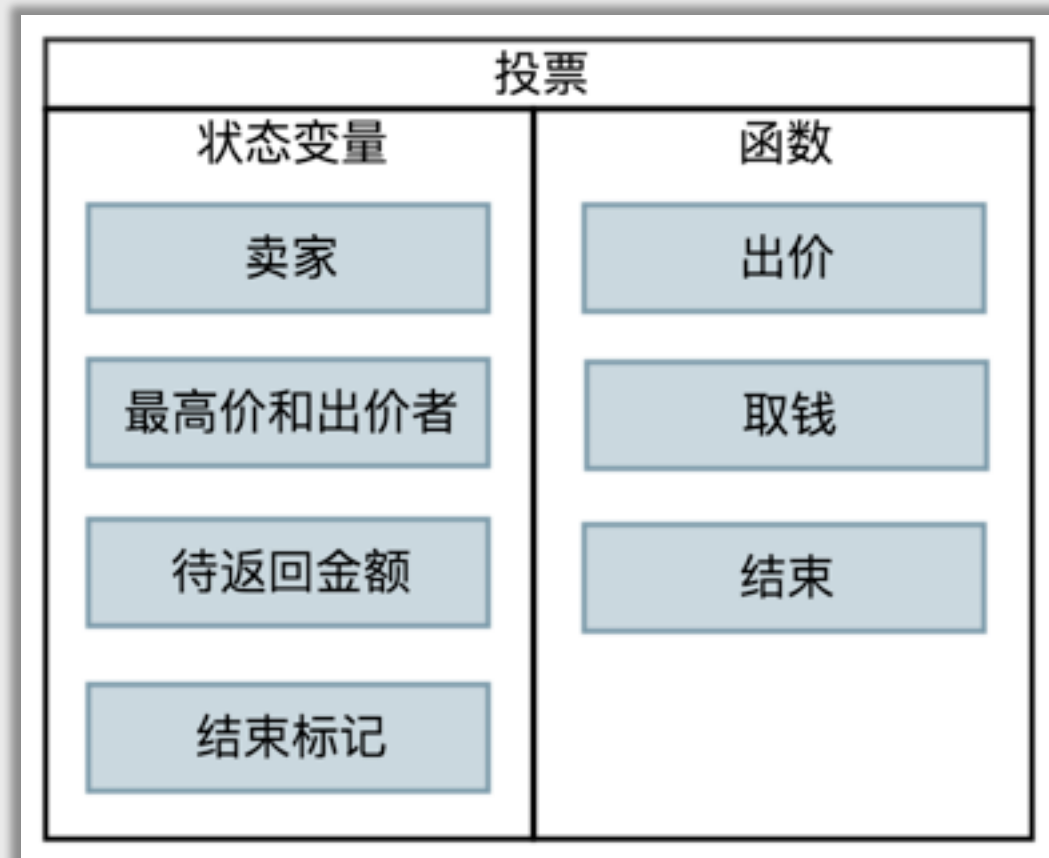 投票
状态变量
函数
卖家
出价
最高价和出价者
取钱
待返回金额
结束
结束标记